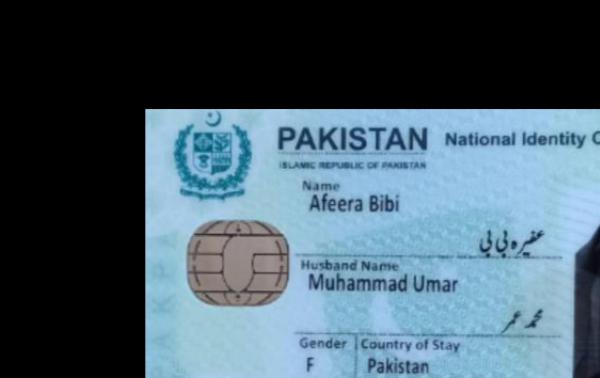 PAKISTAN National Identity C
ISLAMIC REPUBLIC OF PAKISTAN
Name
Afeera Bibi
عفیرہ بی بی
Husband Name
Muhammad Umar
محمد عمر
Gender Country of Stay
F Pakistan